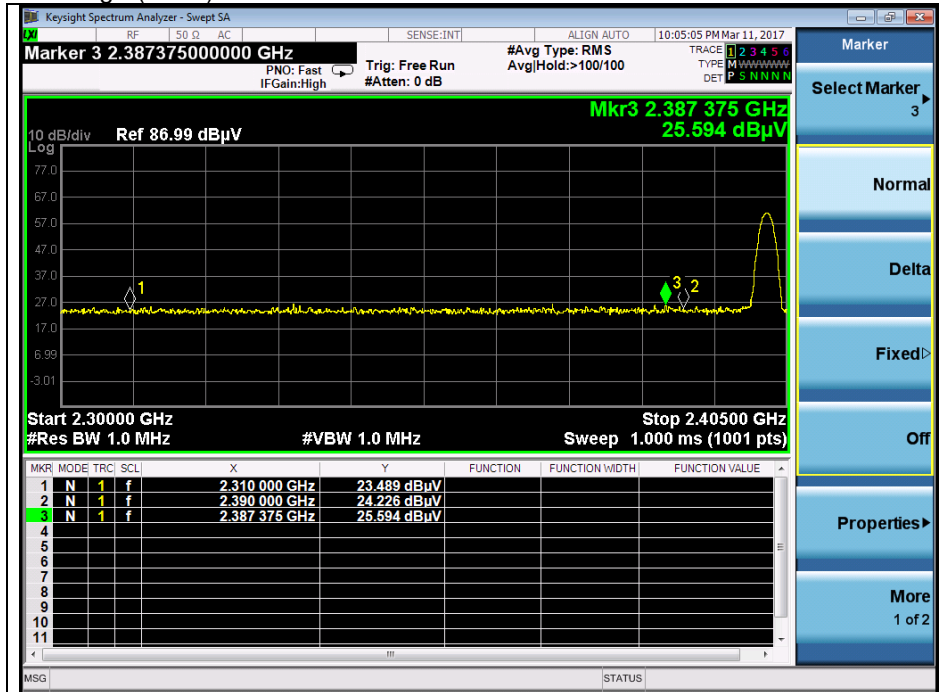 Keysight Spectrum Analyzer - Swept SA
LXI RF 50 Ω AC SENSE:INT ALIGN AUTO 10:05:05 PM Mar 11, 2017
Marker 3 2.387375000000 GHz
PNO: Fast
IFGain:High
Trig: Free Run
#Atten: 0 dB
#Avg Type: RMS
Avg|Hold:>100/100
TRACE 1 2 3 4 5 6
TYPE M WWWWW
DET P S N N N N
Mkr3 2.387 375 GHz
25.594 dBµV
10 dB/div Ref 86.99 dBµV
Log
77.0
67.0
57.0
47.0
37.0
27.0
17.0
6.99
-3.01
1
3
2
Start 2.30000 GHz Stop 2.40500 GHz
#Res BW 1.0 MHz #VBW 1.0 MHz Sweep 1.000 ms (1001 pts)
MKR MODE TRC SCL X Y FUNCTION FUNCTION WIDTH FUNCTION VALUE
1 N 1 f 2.310 000 GHz 23.489 dBµV
2 N 1 f 2.390 000 GHz 24.226 dBµV
3 N 1 f 2.387 375 GHz 25.594 dBµV
4
5
6
7
8
9
10
11
MSG STATUS
Marker
Select Marker
3
Normal
Delta
Fixed
Off
Properties
More
1 of 2